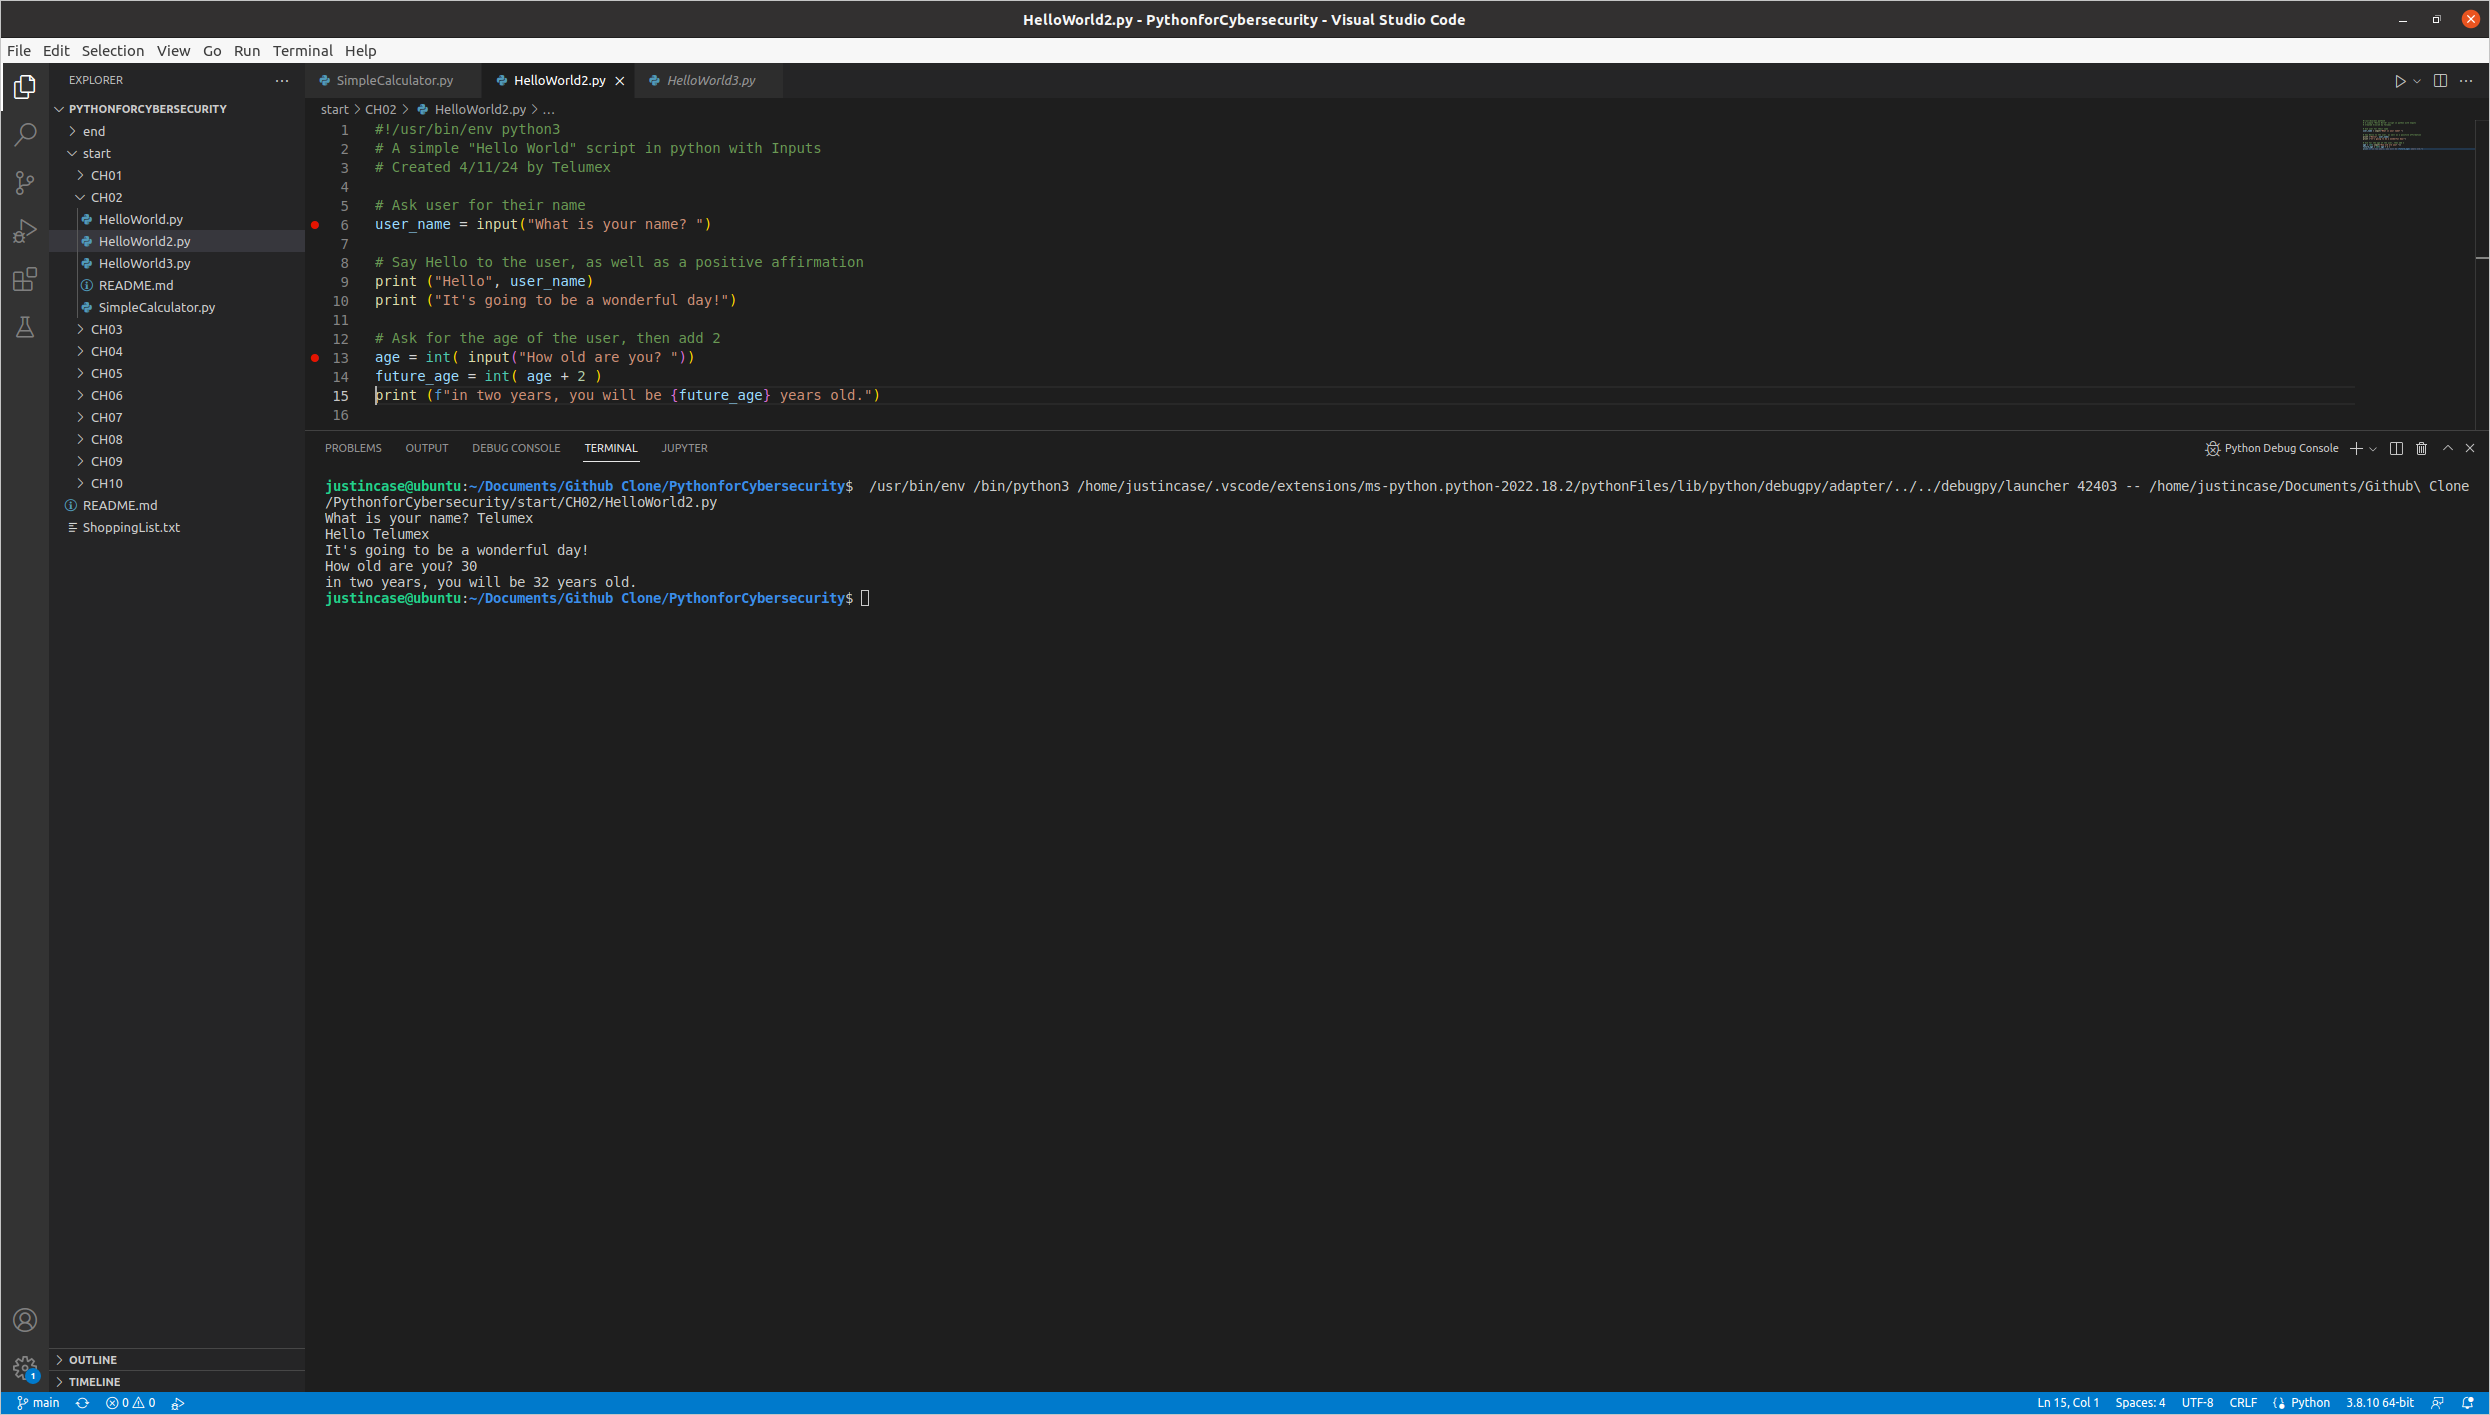 HelloWorld2.py - PythonforCybersecurity - Visual Studio Code
File Edit Selection View Go Run Terminal Help
EXPLORER
PYTHONFORCYBERSECURITY
end
start
CH01
CH02
HelloWorld.py
HelloWorld2.py
HelloWorld3.py
README.md
SimpleCalculator.py
CH03
CH04
CH05
CH06
CH07
CH08
CH09
CH10
README.md
ShoppingList.txt
OUTLINE
TIMELINE
SimpleCalculator.py HelloWorld2.py HelloWorld3.py
start > CH02 > HelloWorld2.py > ...
1 #!/usr/bin/env python3
2 # A simple "Hello World" script in python with Inputs
3 # Created 4/11/24 by Telumex
4
5 # Ask user for their name
6 user_name = input("What is your name? ")
7
8 # Say Hello to the user, as well as a positive affirmation
9 print ("Hello", user_name)
10 print ("It's going to be a wonderful day!")
11
12 # Ask for the age of the user, then add 2
13 age = int( input("How old are you? "))
14 future_age = int( age + 2 )
15 print (f"in two years, you will be {future_age} years old.")
16
PROBLEMS OUTPUT DEBUG CONSOLE TERMINAL JUPYTER
Python Debug Console
justincase@ubuntu:~/Documents/Github Clone/PythonforCybersecurity$  /usr/bin/env /bin/python3 /home/justincase/.vscode/extensions/ms-python.python-2022.18.2/pythonFiles/lib/python/debugpy/adapter/../../debugpy/launcher 42403 -- /home/justincase/Documents/Github\ Clone
/PythonforCybersecurity/start/CH02/HelloWorld2.py
What is your name? Telumex
Hello Telumex
It's going to be a wonderful day!
How old are you? 30
in two years, you will be 32 years old.
justincase@ubuntu:~/Documents/Github Clone/PythonforCybersecurity$
1
main 0 0 Ln 15, Col 1 Spaces: 4 UTF-8 CRLF Python 3.8.10 64-bit